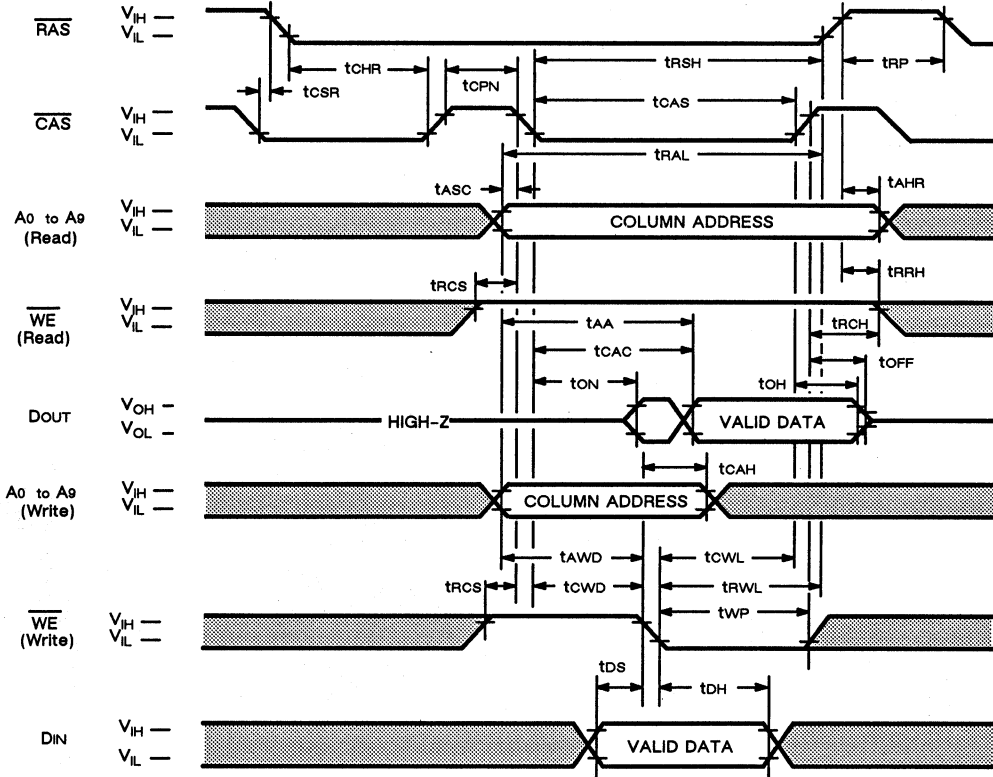 RAS VIH VIL
tCHR tCPN tRSH tRP
tCSR tCAS
CAS VIH VIL
tRAL
tASC tAHR
A0 to A9 (Read) VIH VIL COLUMN ADDRESS
tRCS tRRH
WE (Read) VIH VIL
tAA tRCH
tCAC tOFF
tON tOH
DOUT VOH VOL HIGH-Z VALID DATA
tCAH
A0 to A9 (Write) VIH VIL COLUMN ADDRESS
tAWD tCWL
tRCS tCWD tRWL
WE (Write) VIH VIL tWP
tDS tDH
DIN VIH VIL VALID DATA